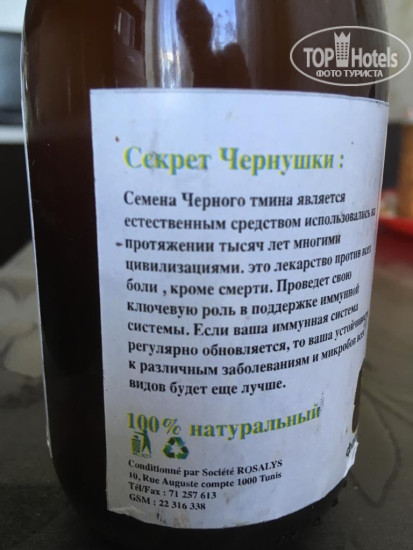 TOP Hotels
ФОТО ТУРИСТА
Секрет Чернушки :
Семена Черного тмина является
естественным средством использовались на
протяжении тысяч лет многими
цивилизациями. это лекарство против всех
боли , кроме смерти. Проведет свою
ключевую роль в поддержке иммунной
системы. Если ваша иммунная система
регулярно обновляется, то ваша устойчивость
к различным заболеваниям и микробов всех
видов будет еще лучше.
100% натуральный
Conditionné par Société ROSALYS
10, Rue Auguste compte 1000 Tunis
Tél/Fax : 71 257 613
GSM : 22 316 338